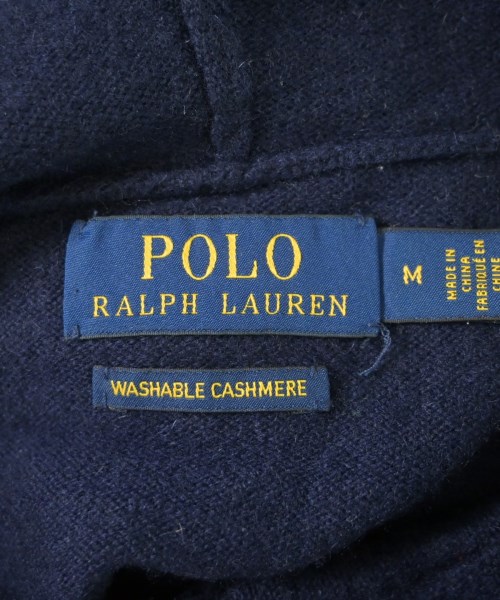 POLO
RALPH LAUREN
M
MADE IN
CHINA
FABRIQUÉ EN
CHINE
WASHABLE CASHMERE